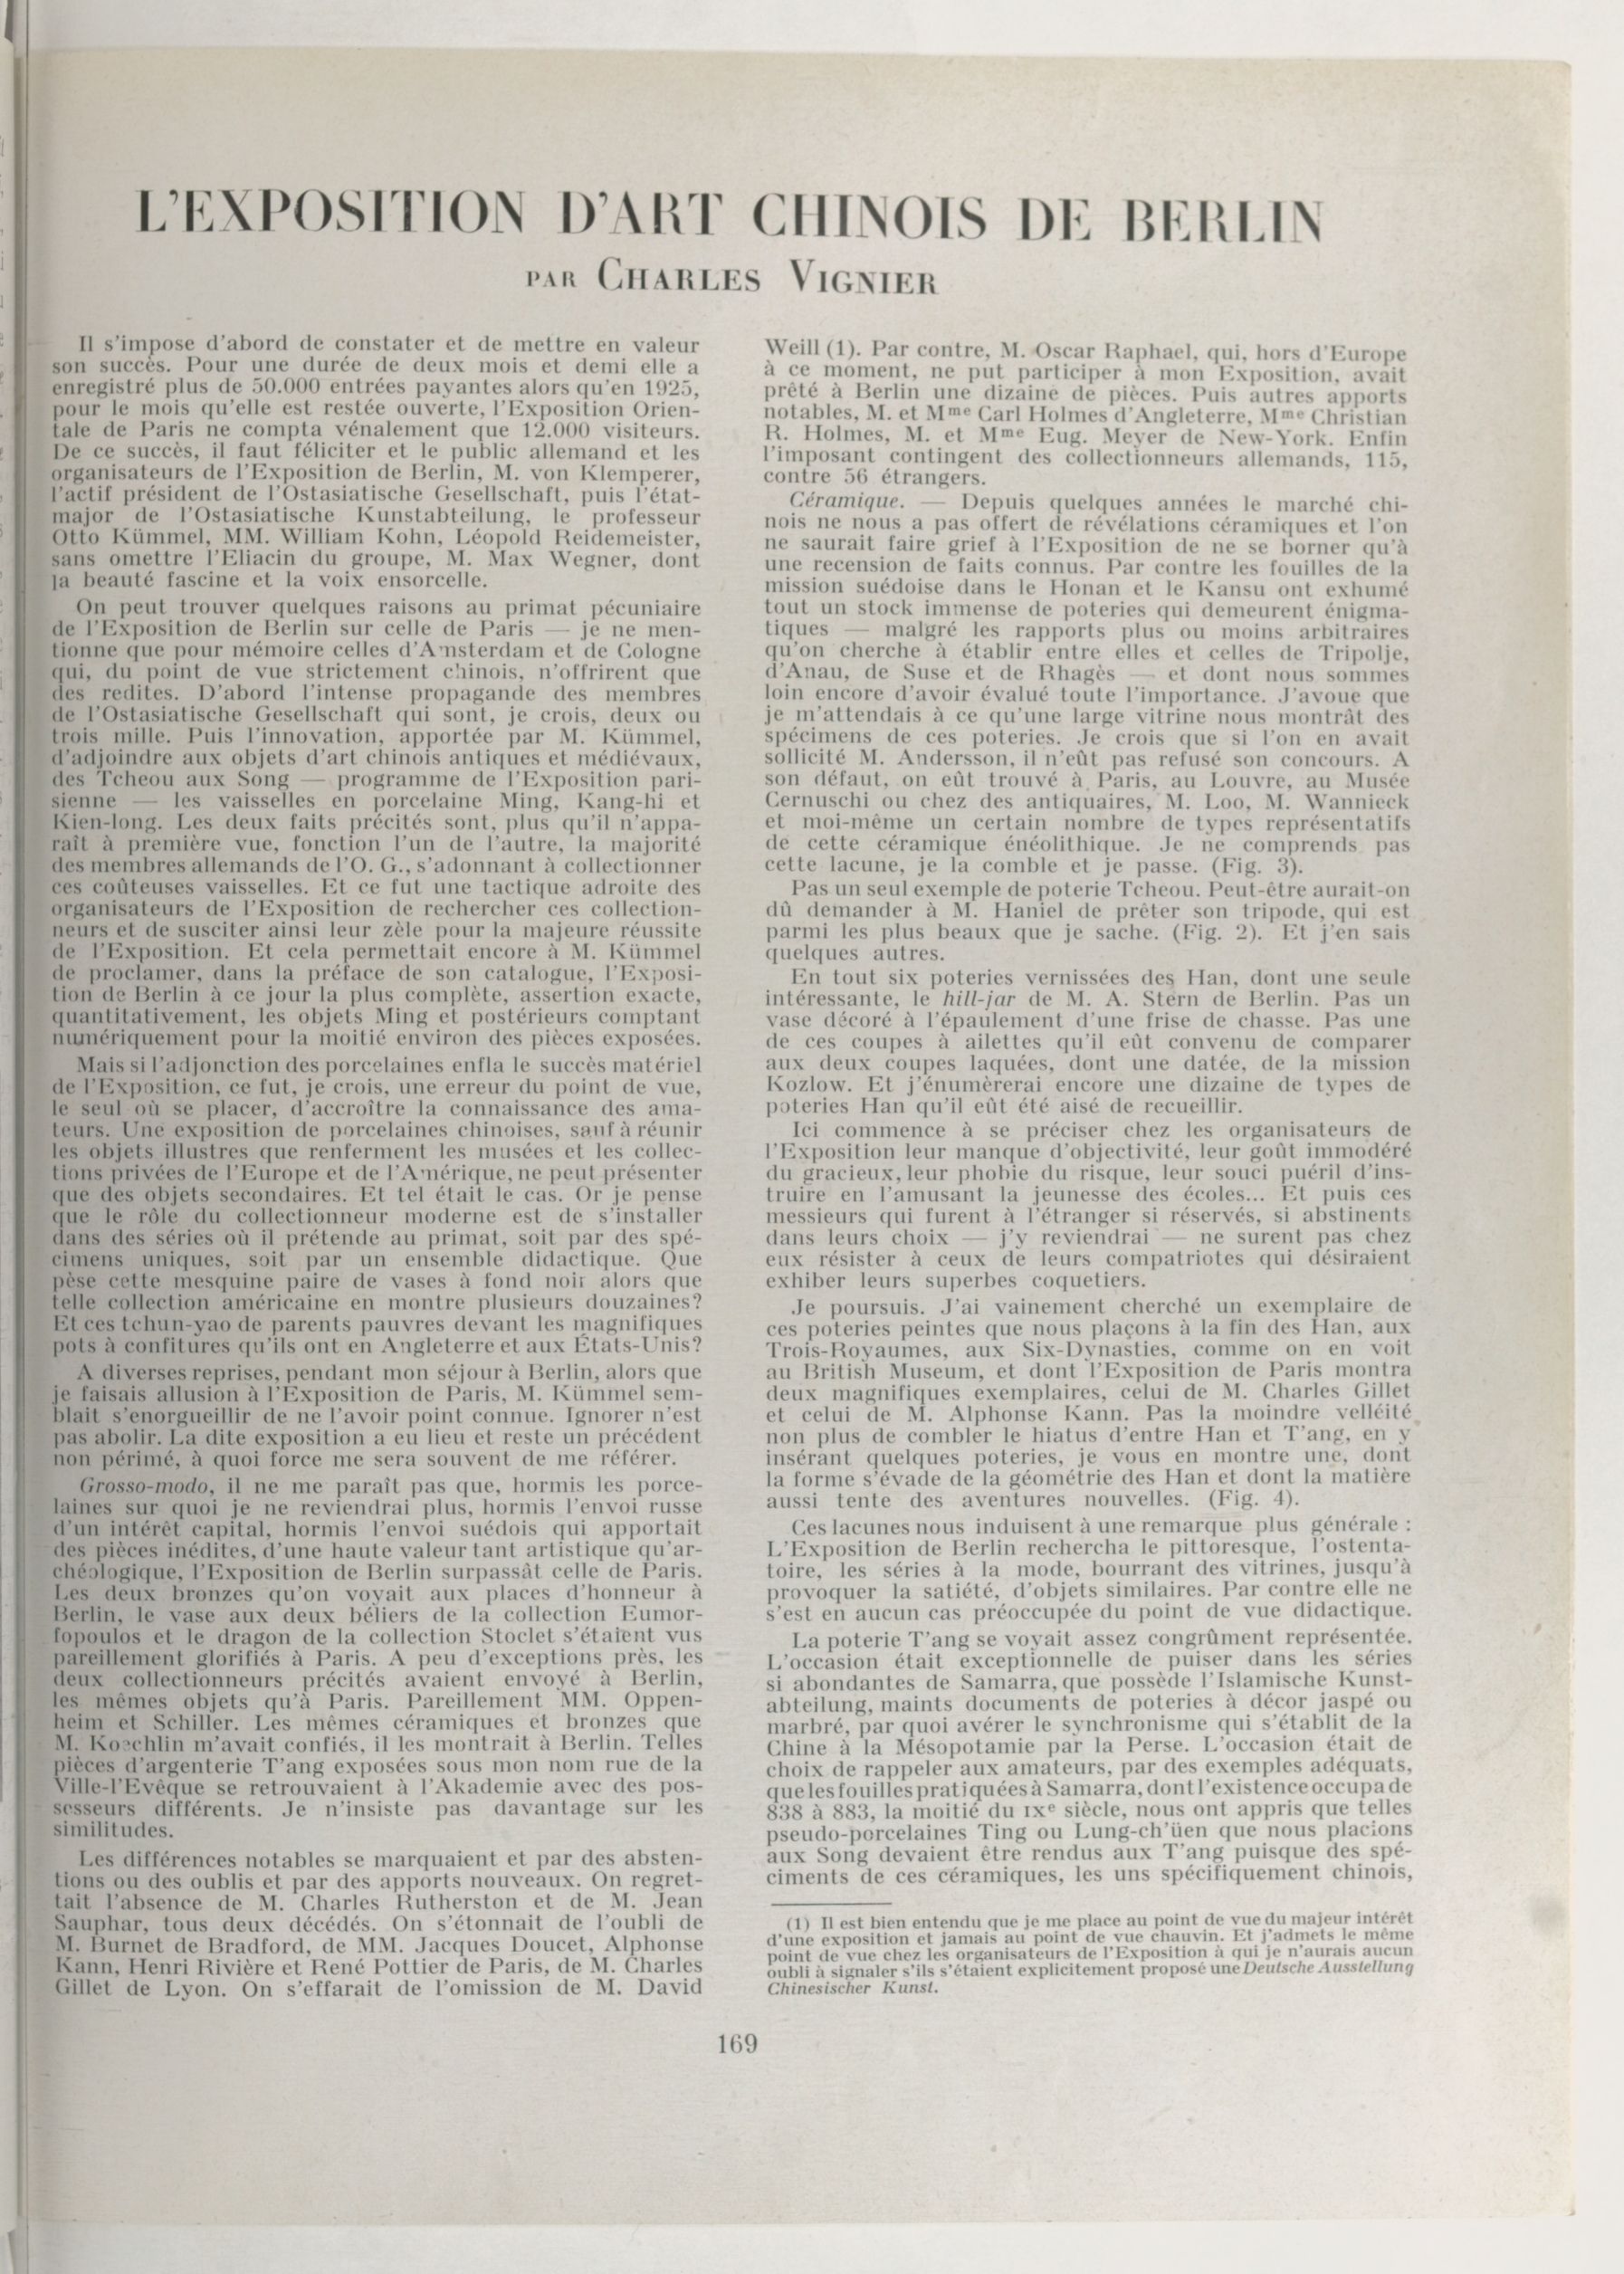 L'EXPOSITION D'ART CHINOIS DE BERLIN
PAR CHARLES VIGNIER
Il s'impose d'abord de constater et de mettre en valeur
son succès. Pour une durée de deux mois et demi elle a
enregistré plus de 50.000 entrées payantes alors qu'en 1925,
pour le mois qu'elle est restée ouverte, l'Exposition Orien-
tale de Paris ne compta vénalement que 12.000 visiteurs.
De ce succès, il faut féliciter et le public allemand et les
organisateurs de l'Exposition de Berlin, M. von Klemperer,
l'actif président de l'Ostasiatische Gesellschaft, puis l'état-
major de l'Ostasiatische Kunstabteilung, le professeur
Otto Kümmel, MM. William Kohn, Léopold Reidemeister,
sans omettre l'Eliacin du groupe, M. Max Wegner, dont
la beauté fascine et la voix ensorcelle.
On peut trouver quelques raisons au primat pécuniaire
de l'Exposition de Berlin sur celle de Paris — je ne men-
tionne que pour mémoire celles d'Amsterdam et de Cologne
qui, du point de vue strictement chinois, n'offrirent que
des redites. D'abord l'intense propagande des membres
de l'Ostasiatische Gesellschaft qui sont, je crois, deux ou
trois mille. Puis l'innovation, apportée par M. Kümmel,
d'adjoindre aux objets d'art chinois antiques et médiévaux,
des Tcheou aux Song — programme de l'Exposition pari-
sienne — les vaisselles en porcelaine Ming, Kang-hi et
Kien-long. Les deux faits précités sont, plus qu'il n'appa-
raît à première vue, fonction l'un de l'autre, la majorité
des membres allemands de l'O. G., s'adonnant à collectionner
ces coûteuses vaisselles. Et ce fut une tactique adroite des
organisateurs de l'Exposition de rechercher ces collection-
neurs et de susciter ainsi leur zèle pour la majeure réussite
de l'Exposition. Et cela permettait encore à M. Kümmel
de proclamer, dans la préface de son catalogue, l'Exposi-
tion de Berlin à ce jour la plus complète, assertion exacte,
quantitativement, les objets Ming et postérieurs comptant
numériquement pour la moitié environ des pièces exposées.
Mais si l'adjonction des porcelaines enfla le succès matériel
de l'Exposition, ce fut, je crois, une erreur du point de vue,
le seul où se placer, d'accroître la connaissance des ama-
teurs. Une exposition de porcelaines chinoises, sauf à réunir
les objets illustres que renferment les musées et les collec-
tions privées de l'Europe et de l'Amérique, ne peut présenter
que des objets secondaires. Et tel était le cas. Or je pense
que le rôle du collectionneur moderne est de s'installer
dans des séries où il prétende au primat, soit par des spé-
cimens uniques, soit par un ensemble didactique. Que
pèse cette mesquine paire de vases à fond noir alors que
telle collection américaine en montre plusieurs douzaines?
Et ces tchun-yao de parents pauvres devant les magnifiques
pots à confitures qu'ils ont en Angleterre et aux États-Unis?
A diverses reprises, pendant mon séjour à Berlin, alors que
je faisais allusion à l'Exposition de Paris, M. Kümmel sem-
blait s'enorgueillir de ne l'avoir point connue. Ignorer n'est
pas abolir. La dite exposition a eu lieu et reste un précédent
non périmé, à quoi force me sera souvent de me référer.
Grosso-modo, il ne me paraît pas que, hormis les porce-
laines sur quoi je ne reviendrai plus, hormis l'envoi russe
d'un intérêt capital, hormis l'envoi suédois qui apportait
des pièces inédites, d'une haute valeur tant artistique qu'ar-
chéologique, l'Exposition de Berlin surpassât celle de Paris.
Les deux bronzes qu'on voyait aux places d'honneur à
Berlin, le vase aux deux béliers de la collection Eumor-
fopoulos et le dragon de la collection Stoclet s'étaient vus
pareillement glorifiés à Paris. A peu d'exceptions près, les
deux collectionneurs précités avaient envoyé à Berlin,
les mêmes objets qu'à Paris. Pareillement MM. Oppen-
heim et Schiller. Les mêmes céramiques et bronzes que
M. Kœchlin m'avait confiés, il les montrait à Berlin. Telles
pièces d'argenterie T'ang exposées sous mon nom rue de la
Ville-l'Evêque se retrouvaient à l'Akademie avec des pos-
sesseurs différents. Je n'insiste pas davantage sur les
similitudes.
Les différences notables se marquaient et par des absten-
tions ou des oublis et par des apports nouveaux. On regret-
tait l'absence de M. Charles Rutherston et de M. Jean
Sauphar, tous deux décédés. On s'étonnait de l'oubli de
M. Burnet de Bradford, de MM. Jacques Doucet, Alphonse
Kann, Henri Rivière et René Pottier de Paris, de M. Charles
Gillet de Lyon. On s'effarait de l'omission de M. David
Weill (1). Par contre, M. Oscar Raphael, qui, hors d'Europe
à ce moment, ne put participer à mon Exposition, avait
prêté à Berlin une dizaine de pièces. Puis autres apports
notables, M. et Mme Carl Holmes d'Angleterre, Mme Christian
R. Holmes, M. et Mme Eug. Meyer de New-York. Enfin
l'imposant contingent des collectionneurs allemands, 115,
contre 56 étrangers.
Céramique. — Depuis quelques années le marché chi-
nois ne nous a pas offert de révélations céramiques et l'on
ne saurait faire grief à l'Exposition de ne se borner qu'à
une recension de faits connus. Par contre les fouilles de la
mission suédoise dans le Honan et le Kansu ont exhumé
tout un stock immense de poteries qui demeurent énigma-
tiques — malgré les rapports plus ou moins arbitraires
qu'on cherche à établir entre elles et celles de Tripolje,
d'Anau, de Suse et de Rhagès — et dont nous sommes
loin encore d'avoir évalué toute l'importance. J'avoue que
je m'attendais à ce qu'une large vitrine nous montrât des
spécimens de ces poteries. Je crois que si l'on en avait
sollicité M. Andersson, il n'eût pas refusé son concours. A
son défaut, on eût trouvé à Paris, au Louvre, au Musée
Cernuschi ou chez des antiquaires, M. Loo, M. Wannieck
et moi-même un certain nombre de types représentatifs
de cette céramique énéolithique. Je ne comprends pas
cette lacune, je la comble et je passe. (Fig. 3).
Pas un seul exemple de poterie Tcheou. Peut-être aurait-on
dû demander à M. Haniel de prêter son tripode, qui est
parmi les plus beaux que je sache. (Fig. 2). Et j'en sais
quelques autres.
En tout six poteries vernissées des Han, dont une seule
intéressante, le hill-jar de M. A. Stern de Berlin. Pas un
vase décoré à l'épaulement d'une frise de chasse. Pas une
de ces coupes à ailettes qu'il eût convenu de comparer
aux deux coupes laquées, dont une datée, de la mission
Kozlow. Et j'énumèrerai encore une dizaine de types de
poteries Han qu'il eût été aisé de recueillir.
Ici commence à se préciser chez les organisateurs de
l'Exposition leur manque d'objectivité, leur goût immodéré
du gracieux, leur phobie du risque, leur souci puéril d'ins-
truire en l'amusant la jeunesse des écoles... Et puis ces
messieurs qui furent à l'étranger si réservés, si abstinents
dans leurs choix — j'y reviendrai — ne surent pas chez
eux résister à ceux de leurs compatriotes qui désiraient
exhiber leurs superbes coquetiers.
Je poursuis. J'ai vainement cherché un exemplaire de
ces poteries peintes que nous plaçons à la fin des Han, aux
Trois-Royaumes, aux Six-Dynasties, comme on en voit
au British Museum, et dont l'Exposition de Paris montra
deux magnifiques exemplaires, celui de M. Charles Gillet
et celui de M. Alphonse Kann. Pas la moindre velléité
non plus de combler le hiatus d'entre Han et T'ang, en y
insérant quelques poteries, je vous en montre une, dont
la forme s'évade de la géométrie des Han et dont la matière
aussi tente des aventures nouvelles. (Fig. 4).
Ces lacunes nous induisent à une remarque plus générale :
L'Exposition de Berlin rechercha le pittoresque, l'ostenta-
toire, les séries à la mode, bourrant des vitrines, jusqu'à
provoquer la satiété, d'objets similaires. Par contre elle ne
s'est en aucun cas préoccupée du point de vue didactique.
La poterie T'ang se voyait assez congrûment représentée.
L'occasion était exceptionnelle de puiser dans les séries
si abondantes de Samarra, que possède l'Islamische Kunst-
abteilung, maints documents de poteries à décor jaspé ou
marbré, par quoi avérer le synchronisme qui s'établit de la
Chine à la Mésopotamie par la Perse. L'occasion était de
choix de rappeler aux amateurs, par des exemples adéquats,
que les fouilles pratiquées à Samarra, dont l'existence occupa de
838 à 883, la moitié du IXe siècle, nous ont appris que telles
pseudo-porcelaines Ting ou Lung-ch'üen que nous placions
aux Song devaient être rendus aux T'ang puisque des spé-
ciments de ces céramiques, les uns spécifiquement chinois,
(1) Il est bien entendu que je me place au point de vue du majeur intérêt
d'une exposition et jamais au point de vue chauvin. Et j'admets le même
point de vue chez les organisateurs de l'Exposition à qui je n'aurais aucun
oubli à signaler s'ils s'étaient explicitement proposé une Deutsche Ausstellung
Chinesischer Kunst.
169